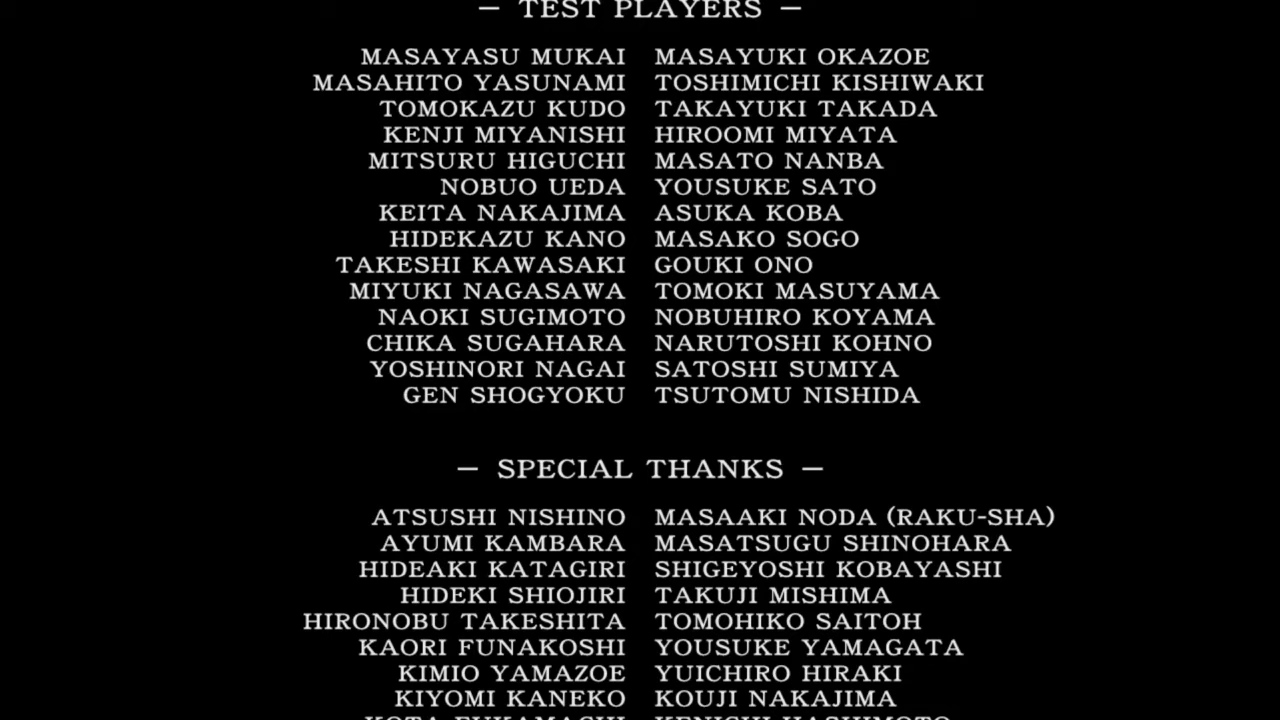 — TEST PLAYERS —
MASAYASU MUKAI MASAYUKI OKAZOE
MASAHITO YASUNAMI TOSHIMICHI KISHIWAKI
TOMOKAZU KUDO TAKAYUKI TAKADA
KENJI MIYANISHI HIROOMI MIYATA
MITSURU HIGUCHI MASATO NANBA
NOBUO UEDA YOUSUKE SATO
KEITA NAKAJIMA ASUKA KOBA
HIDEKAZU KANO MASAKO SOGO
TAKESHI KAWASAKI GOUKI ONO
MIYUKI NAGASAWA TOMOKI MASUYAMA
NAOKI SUGIMOTO NOBUHIRO KOYAMA
CHIKA SUGAHARA NARUTOSHI KOHNO
YOSHINORI NAGAI SATOSHI SUMIYA
GEN SHOGYOKU TSUTOMU NISHIDA
— SPECIAL THANKS —
ATSUSHI NISHINO MASAAKI NODA (RAKU-SHA)
AYUMI KAMBARA MASATSUGU SHINOHARA
HIDEAKI KATAGIRI SHIGEYOSHI KOBAYASHI
HIDEKI SHIOJIRI TAKUJI MISHIMA
HIRONOBU TAKESHITA TOMOHIKO SAITOH
KAORI FUNAKOSHI YOUSUKE YAMAGATA
KIMIO YAMAZOE YUICHIRO HIRAKI
KIYOMI KANEKO KOUJI NAKAJIMA
KOTA FUKAMACHI KENICHI HASHIMOTO